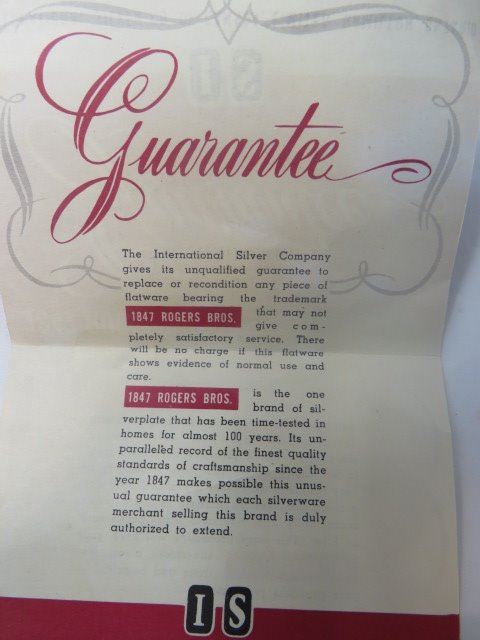 Guarantee
The International Silver Company
gives its unqualified guarantee to
replace or recondition any piece of
flatware bearing the trademark
1847 ROGERS BROS. that may not
give com-
pletely satisfactory service. There
will be no charge if this flatware
shows evidence of normal use and
care.
1847 ROGERS BROS. is the one
brand of sil-
verplate that has been time-tested in
homes for almost 100 years. Its un-
paralleled record of the finest quality
standards of craftsmanship since the
year 1847 makes possible this unus-
ual guarantee which each silverware
merchant selling this brand is duly
authorized to extend.
IS